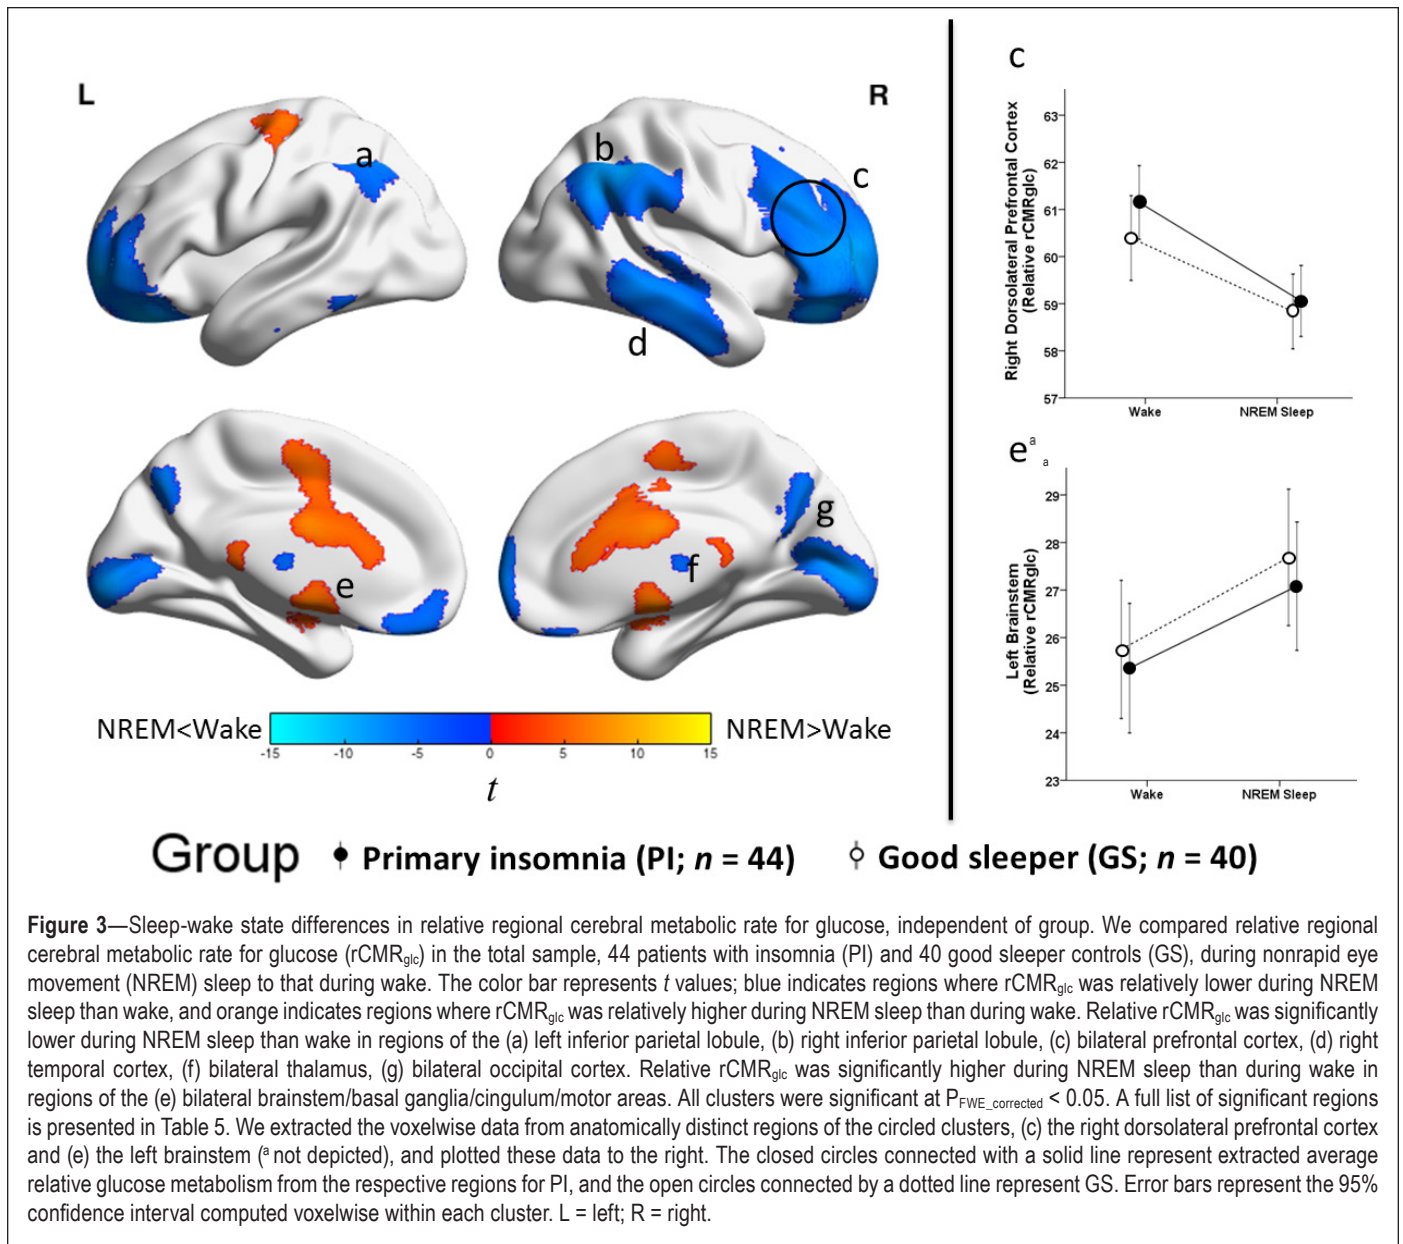 L
R
a
b
c
d
e
f
g
NREM<Wake
NREM>Wake
-15 -10 -5 0 5 10 15
t
c
Right Dorsolateral Prefrontal Cortex
(Relative rCMRglc)
63
62
61
60
59
58
57
Wake NREM Sleep
eᵃ
a
Left Brainstem
(Relative rCMRglc)
29
28
27
26
25
24
23
Wake NREM Sleep
Group Primary insomnia (PI; n = 44) Good sleeper (GS; n = 40)
Figure 3—Sleep-wake state differences in relative regional cerebral metabolic rate for glucose, independent of group. We compared relative regional
cerebral metabolic rate for glucose (rCMRglc) in the total sample, 44 patients with insomnia (PI) and 40 good sleeper controls (GS), during nonrapid eye
movement (NREM) sleep to that during wake. The color bar represents t values; blue indicates regions where rCMRglc was relatively lower during NREM
sleep than wake, and orange indicates regions where rCMRglc was relatively higher during NREM sleep than during wake. Relative rCMRglc was significantly
lower during NREM sleep than wake in regions of the (a) left inferior parietal lobule, (b) right inferior parietal lobule, (c) bilateral prefrontal cortex, (d) right
temporal cortex, (f) bilateral thalamus, (g) bilateral occipital cortex. Relative rCMRglc was significantly higher during NREM sleep than during wake in
regions of the (e) bilateral brainstem/basal ganglia/cingulum/motor areas. All clusters were significant at PFWE_corrected < 0.05. A full list of significant regions
is presented in Table 5. We extracted the voxelwise data from anatomically distinct regions of the circled clusters, (c) the right dorsolateral prefrontal cortex
and (e) the left brainstem (ᵃ not depicted), and plotted these data to the right. The closed circles connected with a solid line represent extracted average
relative glucose metabolism from the respective regions for PI, and the open circles connected by a dotted line represent GS. Error bars represent the 95%
confidence interval computed voxelwise within each cluster. L = left; R = right.